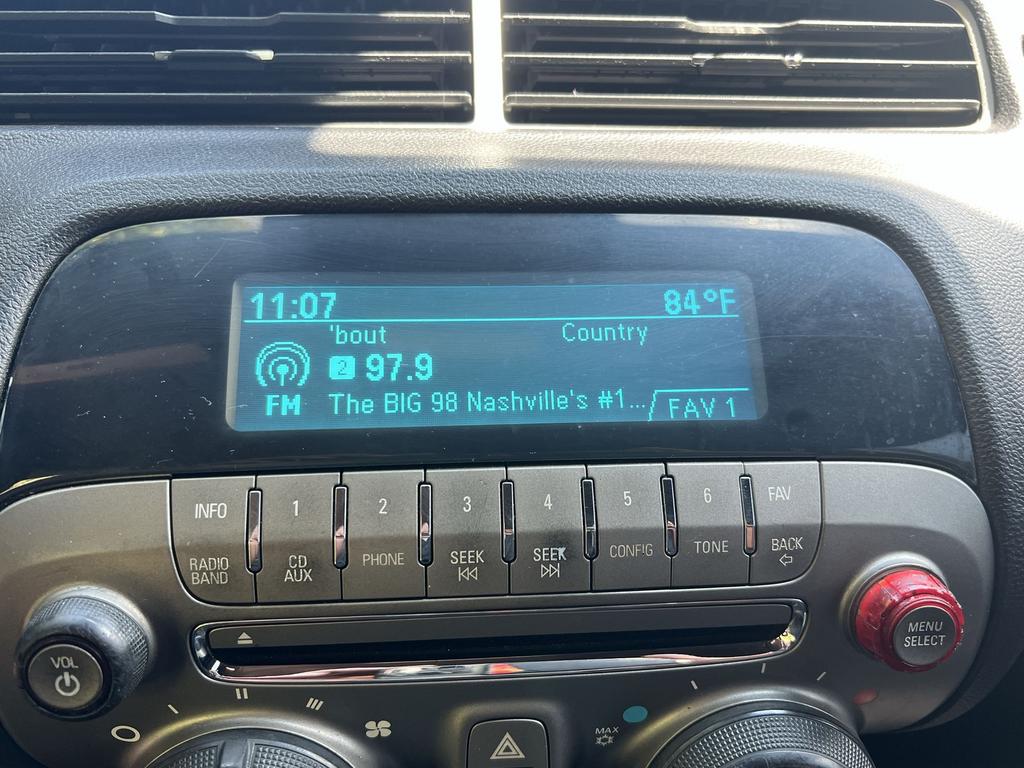 11:07 84°F
'bout Country
2 97.9
FM The BIG 98 Nashville's #1... FAV 1
INFO 1 2 3 4 5 6 FAV
RADIO BAND CD AUX PHONE SEEK SEEK CONFIG TONE BACK
VOL
MENU SELECT
MAX